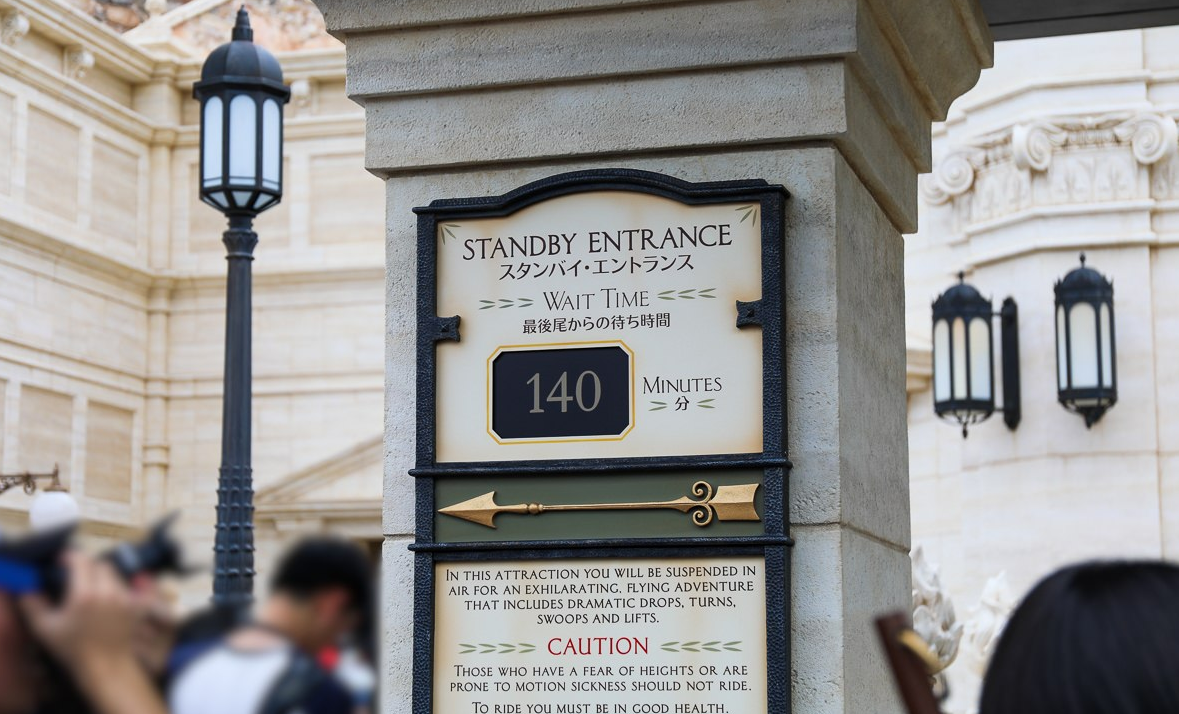 STANDBY ENTRANCE
スタンバイ・エントランス
WAIT TIME
最後尾からの待ち時間
140
MINUTES
分
IN THIS ATTRACTION YOU WILL BE SUSPENDED IN
AIR FOR AN EXHILARATING, FLYING ADVENTURE
THAT INCLUDES DRAMATIC DROPS, TURNS,
SWOOPS AND LIFTS.
CAUTION
THOSE WHO HAVE A FEAR OF HEIGHTS OR ARE
PRONE TO MOTION SICKNESS SHOULD NOT RIDE.
TO RIDE YOU MUST BE IN GOOD HEALTH.